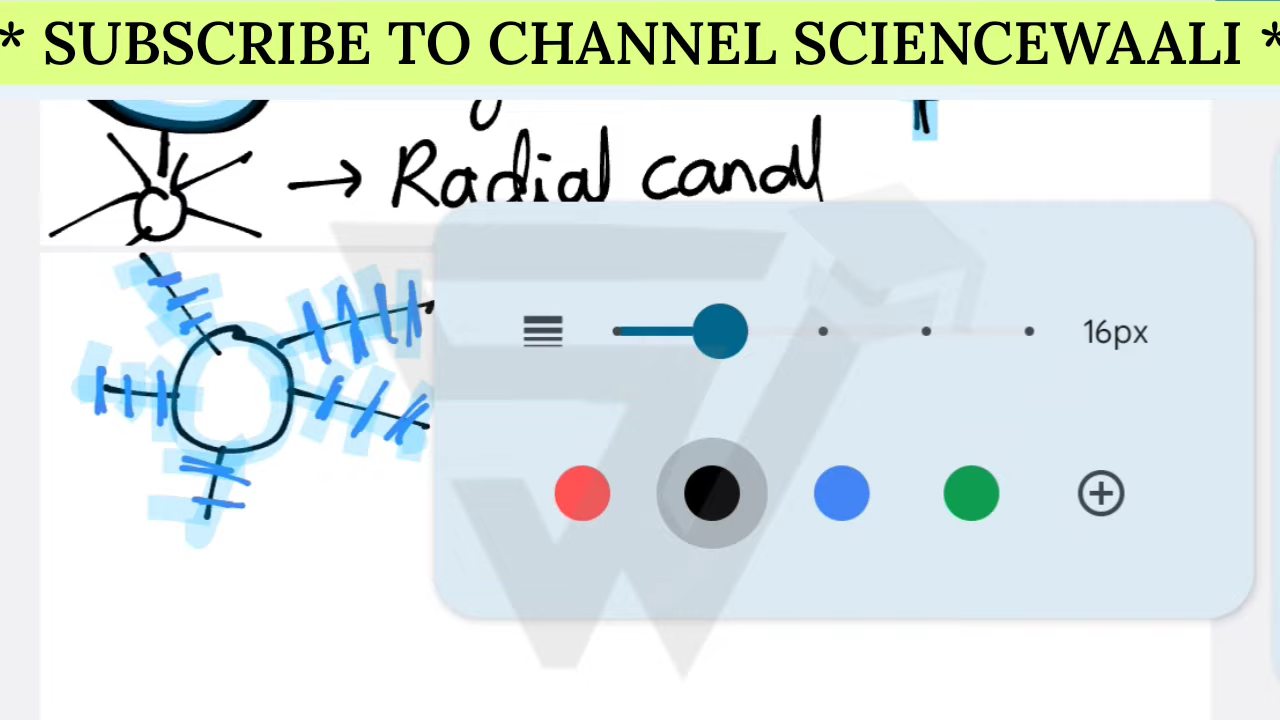 * SUBSCRIBE TO CHANNEL SCIENCEWAALI *
→ Radial canal
16px